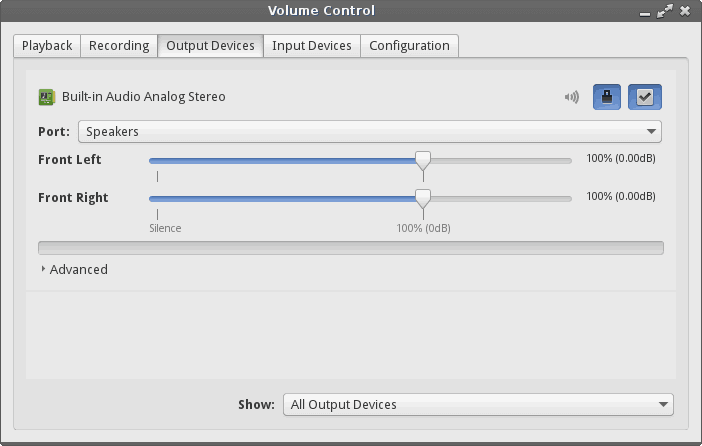 Volume Control
Playback Recording Output Devices Input Devices Configuration
Built-in Audio Analog Stereo
Port: Speakers
Front Left 100% (0.00dB)
Front Right 100% (0.00dB)
Silence 100% (0dB)
Advanced
Show: All Output Devices